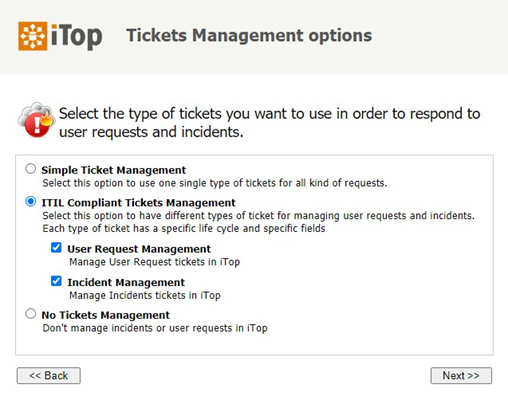 iTop
Tickets Management options
Select the type of tickets you want to use in order to respond to
user requests and incidents.
Simple Ticket Management
Select this option to use one single type of tickets for all kind of requests.
ITIL Compliant Tickets Management
Select this option to have different types of ticket for managing user requests and incidents.
Each type of ticket has a specific life cycle and specific fields
User Request Management
Manage User Request tickets in iTop
Incident Management
Manage Incidents tickets in iTop
No Tickets Management
Don't manage incidents or user requests in iTop
<< Back
Next >>